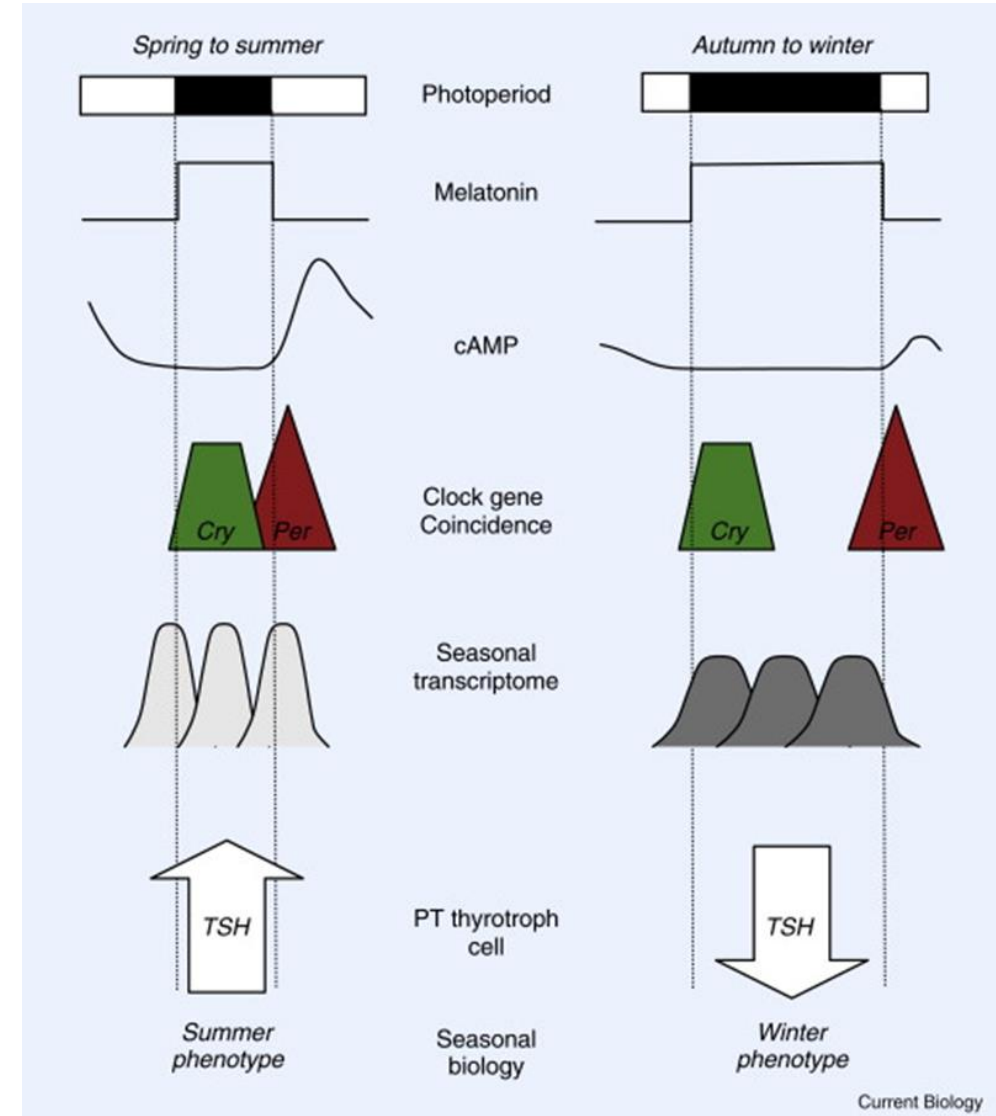 Spring to summer
Autumn to winter
Photoperiod
Melatonin
cAMP
Clock gene
Coincidence
Cry
Per
Cry
Per
Seasonal
transcriptome
TSH
PT thyrotroph
cell
TSH
Summer
phenotype
Seasonal
biology
Winter
phenotype
Current Biology